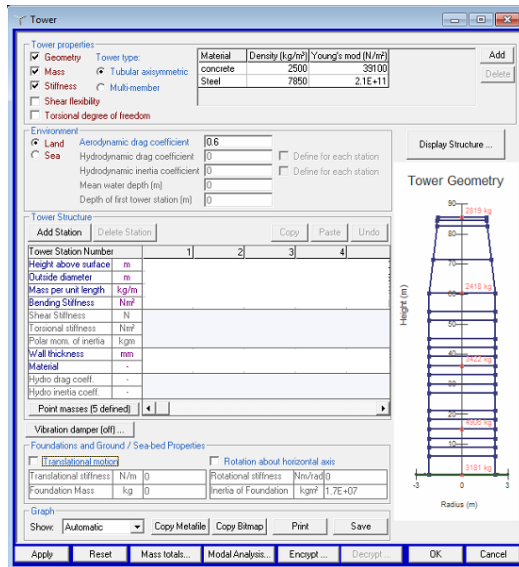 Tower
Tower properties
Geometry Tower type:
Mass Tubular axisymmetric
Stiffness Multi-member
Shear flexibility
Torsional degree of freedom
Material Density (kg/m³) Young's mod (N/m²)
concrete 2500 39100
Steel 7850 2.1E+11
Add
Delete
Environment
Land Aerodynamic drag coefficient 0.6
Sea Hydrodynamic drag coefficient 0 Define for each station
Hydrodynamic inertia coefficient 0 Define for each station
Mean water depth (m) 0
Depth of first tower station (m) 0
Display Structure ...
Tower Structure
Add Station Delete Station Copy Paste Undo
Tower Station Number 1 2 3 4
Height above surface m
Outside diameter m
Mass per unit length kg/m
Bending Stiffness Nm²
Shear Stiffness N
Torsional stiffness Nm²
Polar mom. of inertia kgm
Wall thickness mm
Material -
Hydro drag coeff. -
Hydro inertia coeff. -
Point masses (5 defined)
Vibration damper (off) ...
Foundations and Ground / Sea-bed Properties
Translational motion Rotation about horizontal axis
Translational stiffness N/m 0 Rotational stiffness Nm/rad 0
Foundation Mass kg 0 Inertia of Foundation kgm² 1.7E+07
Graph
Show: Automatic Copy Metafile Copy Bitmap Print Save
Tower Geometry
90
2819 kg
80
70
60
2418 kg
50
40
3422 kg
30
20
4906 kg
10
3181 kg
0
-3 0 3
Height (m)
Radius (m)
Apply Reset Mass totals... Modal Analysis... Encrypt ... Decrypt ... OK Cancel